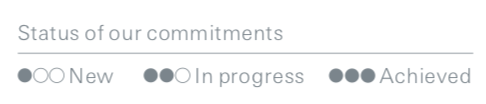 Status of our commitments
●○○ New ●●○ In progress ●●● Achieved